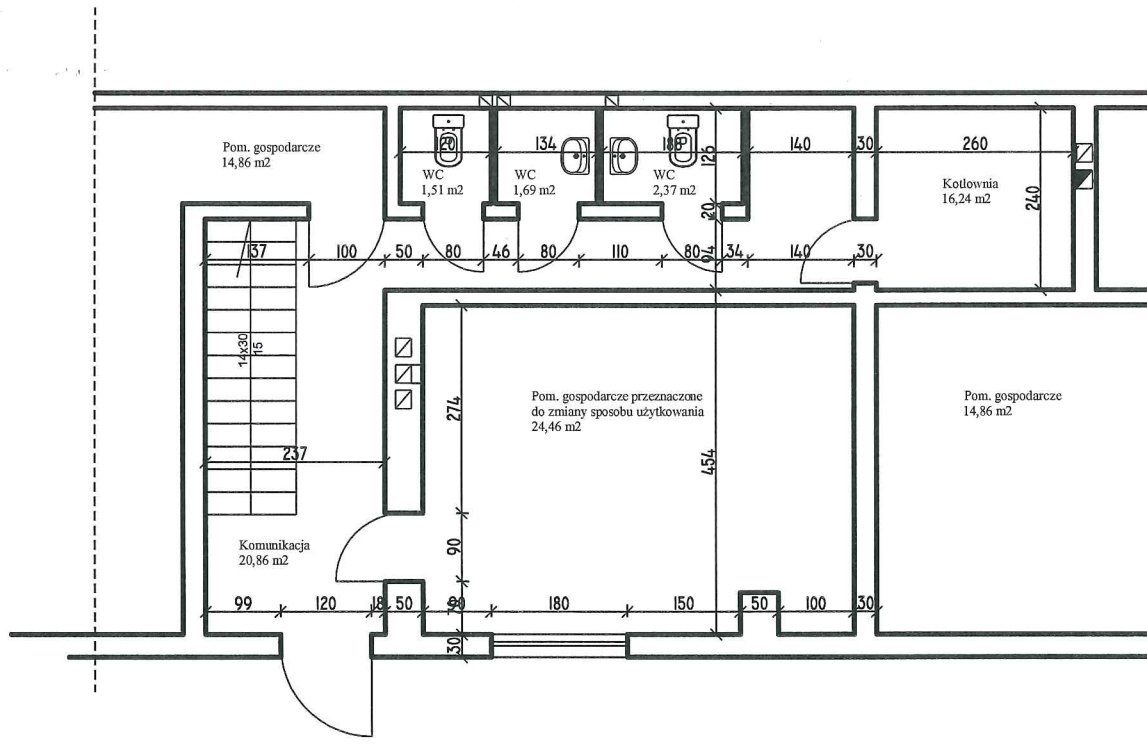 Pom. gospodarcze
14,86 m2
WC
1,51 m2
WC
1,69 m2
WC
2,37 m2
Kotłownia
16,24 m2
120
134
188
126
140
30
260
240
20
94
137
100
50
80
46
80
110
80
34
140
30
14x30
15
237
274
Pom. gospodarcze przeznaczone
do zmiany sposobu użytkowania
24,46 m2
454
Pom. gospodarcze
14,86 m2
Komunikacja
20,86 m2
90
99
120
18
50
90
180
150
50
100
30
30